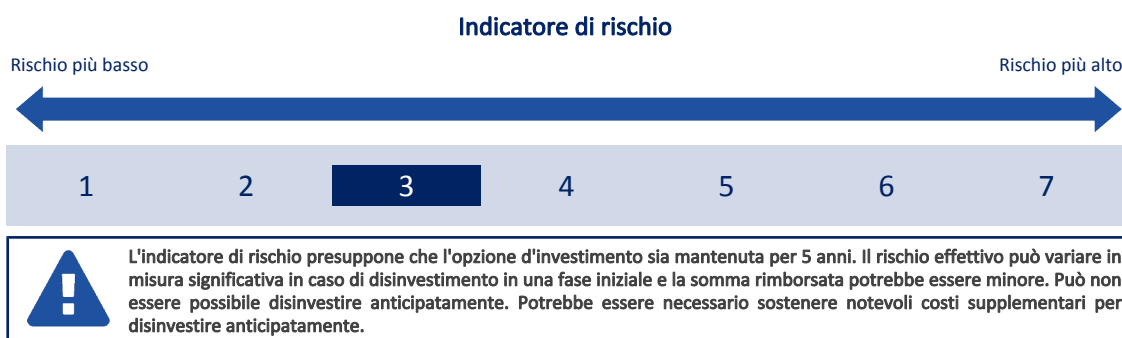 Indicatore di rischio
Rischio più basso
Rischio più alto
1 2 3 4 5 6 7
L'indicatore di rischio presuppone che l'opzione d'investimento sia mantenuta per 5 anni. Il rischio effettivo può variare in
misura significativa in caso di disinvestimento in una fase iniziale e la somma rimborsata potrebbe essere minore. Può non
essere possibile disinvestire anticipatamente. Potrebbe essere necessario sostenere notevoli costi supplementari per
disinvestire anticipatamente.